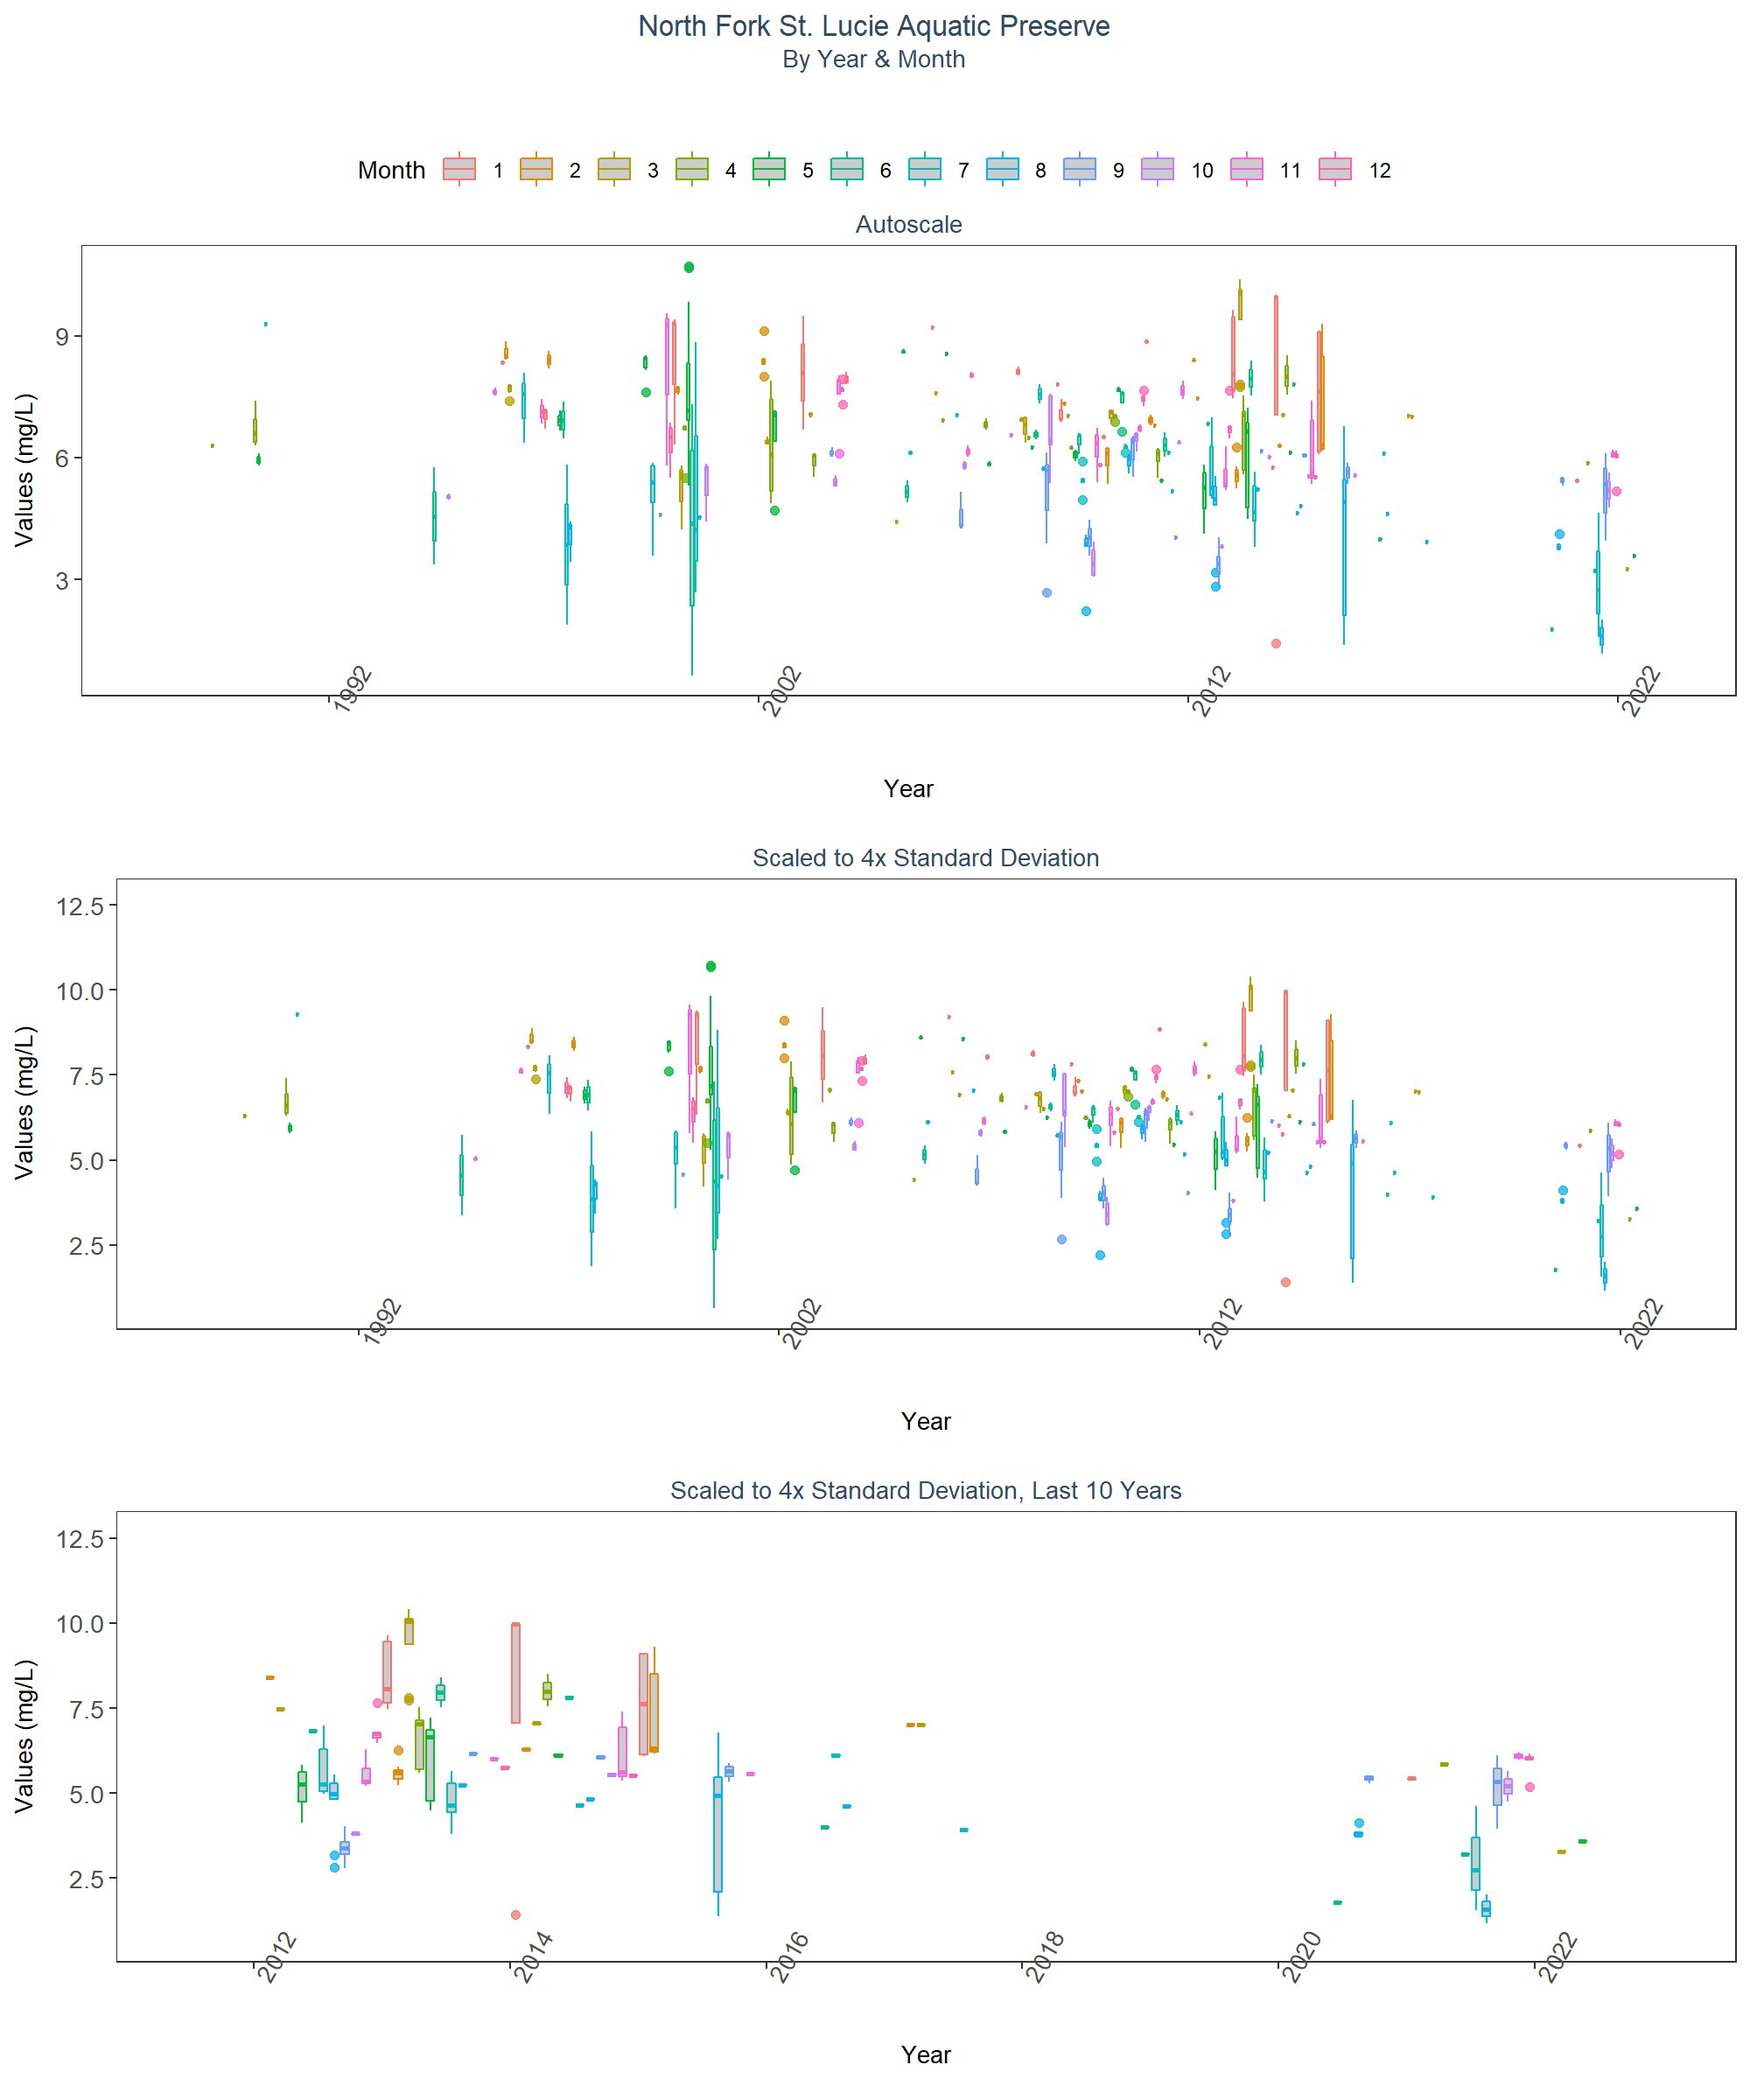 North Fork St. Lucie Aquatic Preserve
By Year & Month
Month 1 2 3 4 5 6 7 8 9 10 11 12
Autoscale
Values (mg/L)
9
6
3
1992 2002 2012 2022
Year
Scaled to 4x Standard Deviation
Values (mg/L)
12.5
10.0
7.5
5.0
2.5
1992 2002 2012 2022
Year
Scaled to 4x Standard Deviation, Last 10 Years
Values (mg/L)
12.5
10.0
7.5
5.0
2.5
2012 2014 2016 2018 2020 2022
Year